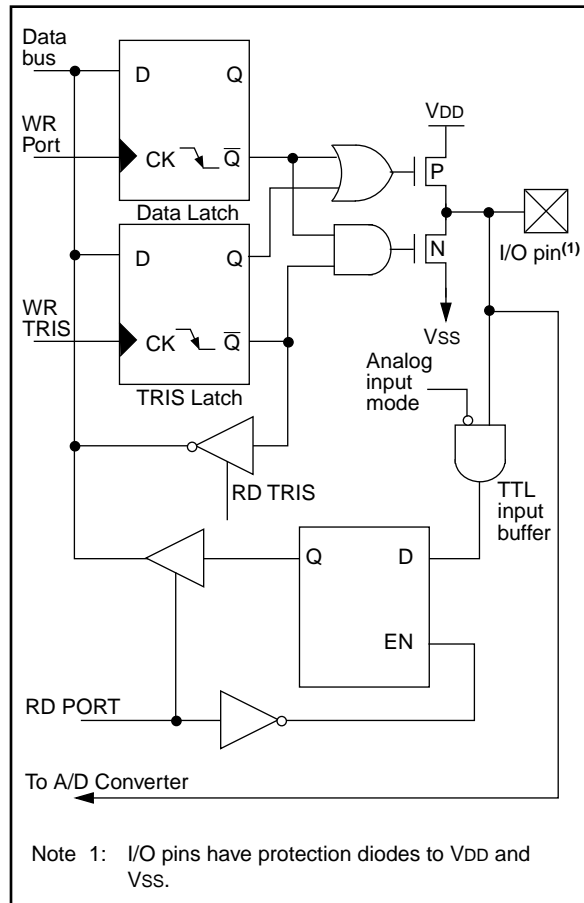 Data
bus
D
Q
WR
Port
CK
Q
VDD
P
Data Latch
D
Q
N
I/O pin(1)
WR
TRIS
CK
Q
VSS
TRIS Latch
Analog
input
mode
RD TRIS
TTL
input
buffer
Q
D
EN
RD PORT
To A/D Converter
Note 1: I/O pins have protection diodes to VDD and
VSS.